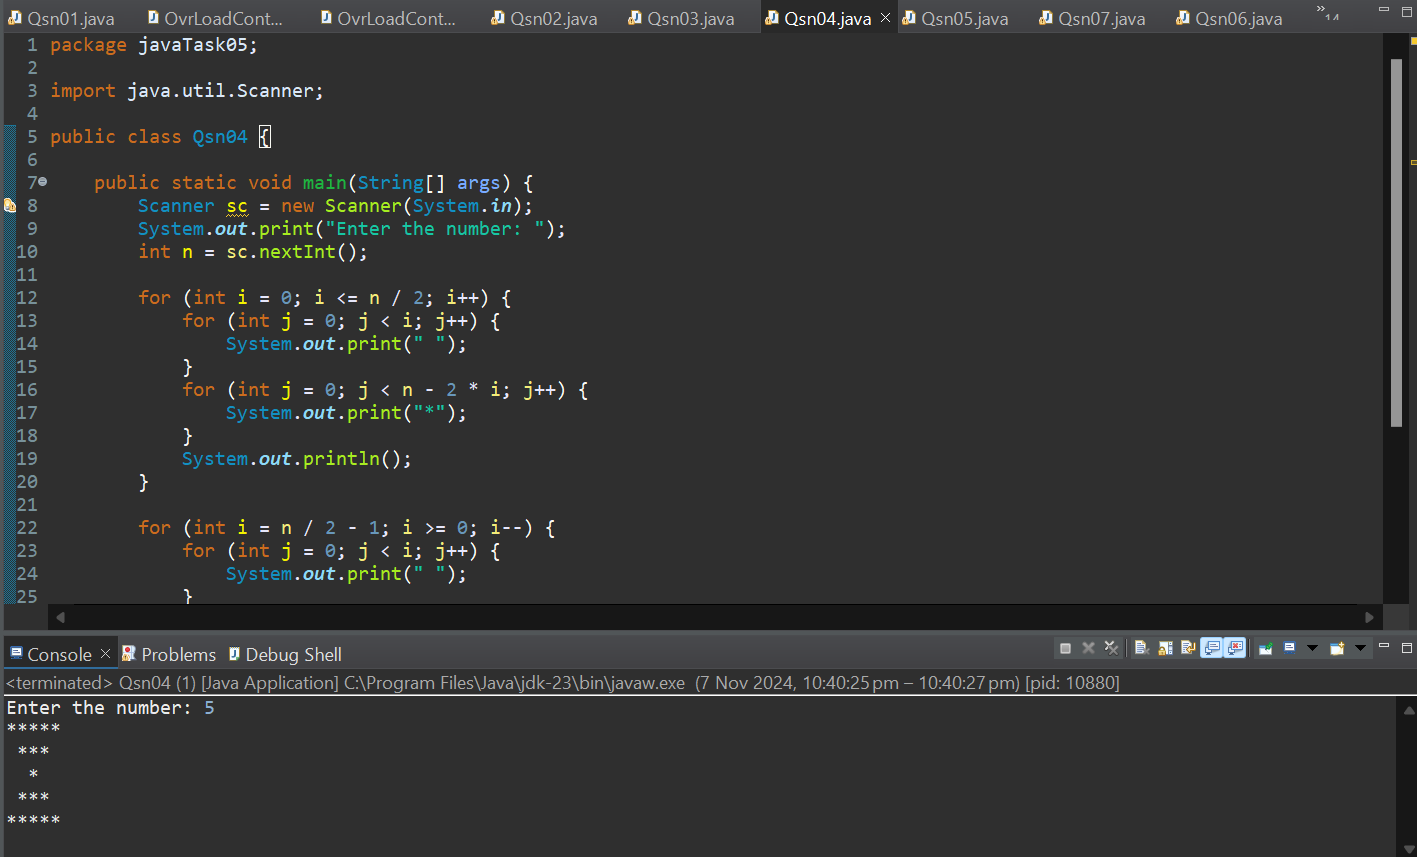 Qsn01.java OvrLoadCont... OvrLoadCont... Qsn02.java Qsn03.java Qsn04.java Qsn05.java Qsn07.java Qsn06.java »14
1 package javaTask05;
2
3 import java.util.Scanner;
4
5 public class Qsn04 {
6
7     public static void main(String[] args) {
8         Scanner sc = new Scanner(System.in);
9         System.out.print("Enter the number: ");
10         int n = sc.nextInt();
11
12         for (int i = 0; i <= n / 2; i++) {
13             for (int j = 0; j < i; j++) {
14                 System.out.print(" ");
15             }
16             for (int j = 0; j < n - 2 * i; j++) {
17                 System.out.print("*");
18             }
19             System.out.println();
20         }
21
22         for (int i = n / 2 - 1; i >= 0; i--) {
23             for (int j = 0; j < i; j++) {
24                 System.out.print(" ");
25             }
Console Problems Debug Shell
<terminated> Qsn04 (1) [Java Application] C:\Program Files\Java\jdk-23\bin\javaw.exe (7 Nov 2024, 10:40:25 pm – 10:40:27 pm) [pid: 10880]
Enter the number: 5
*****
 ***
  *
 ***
*****